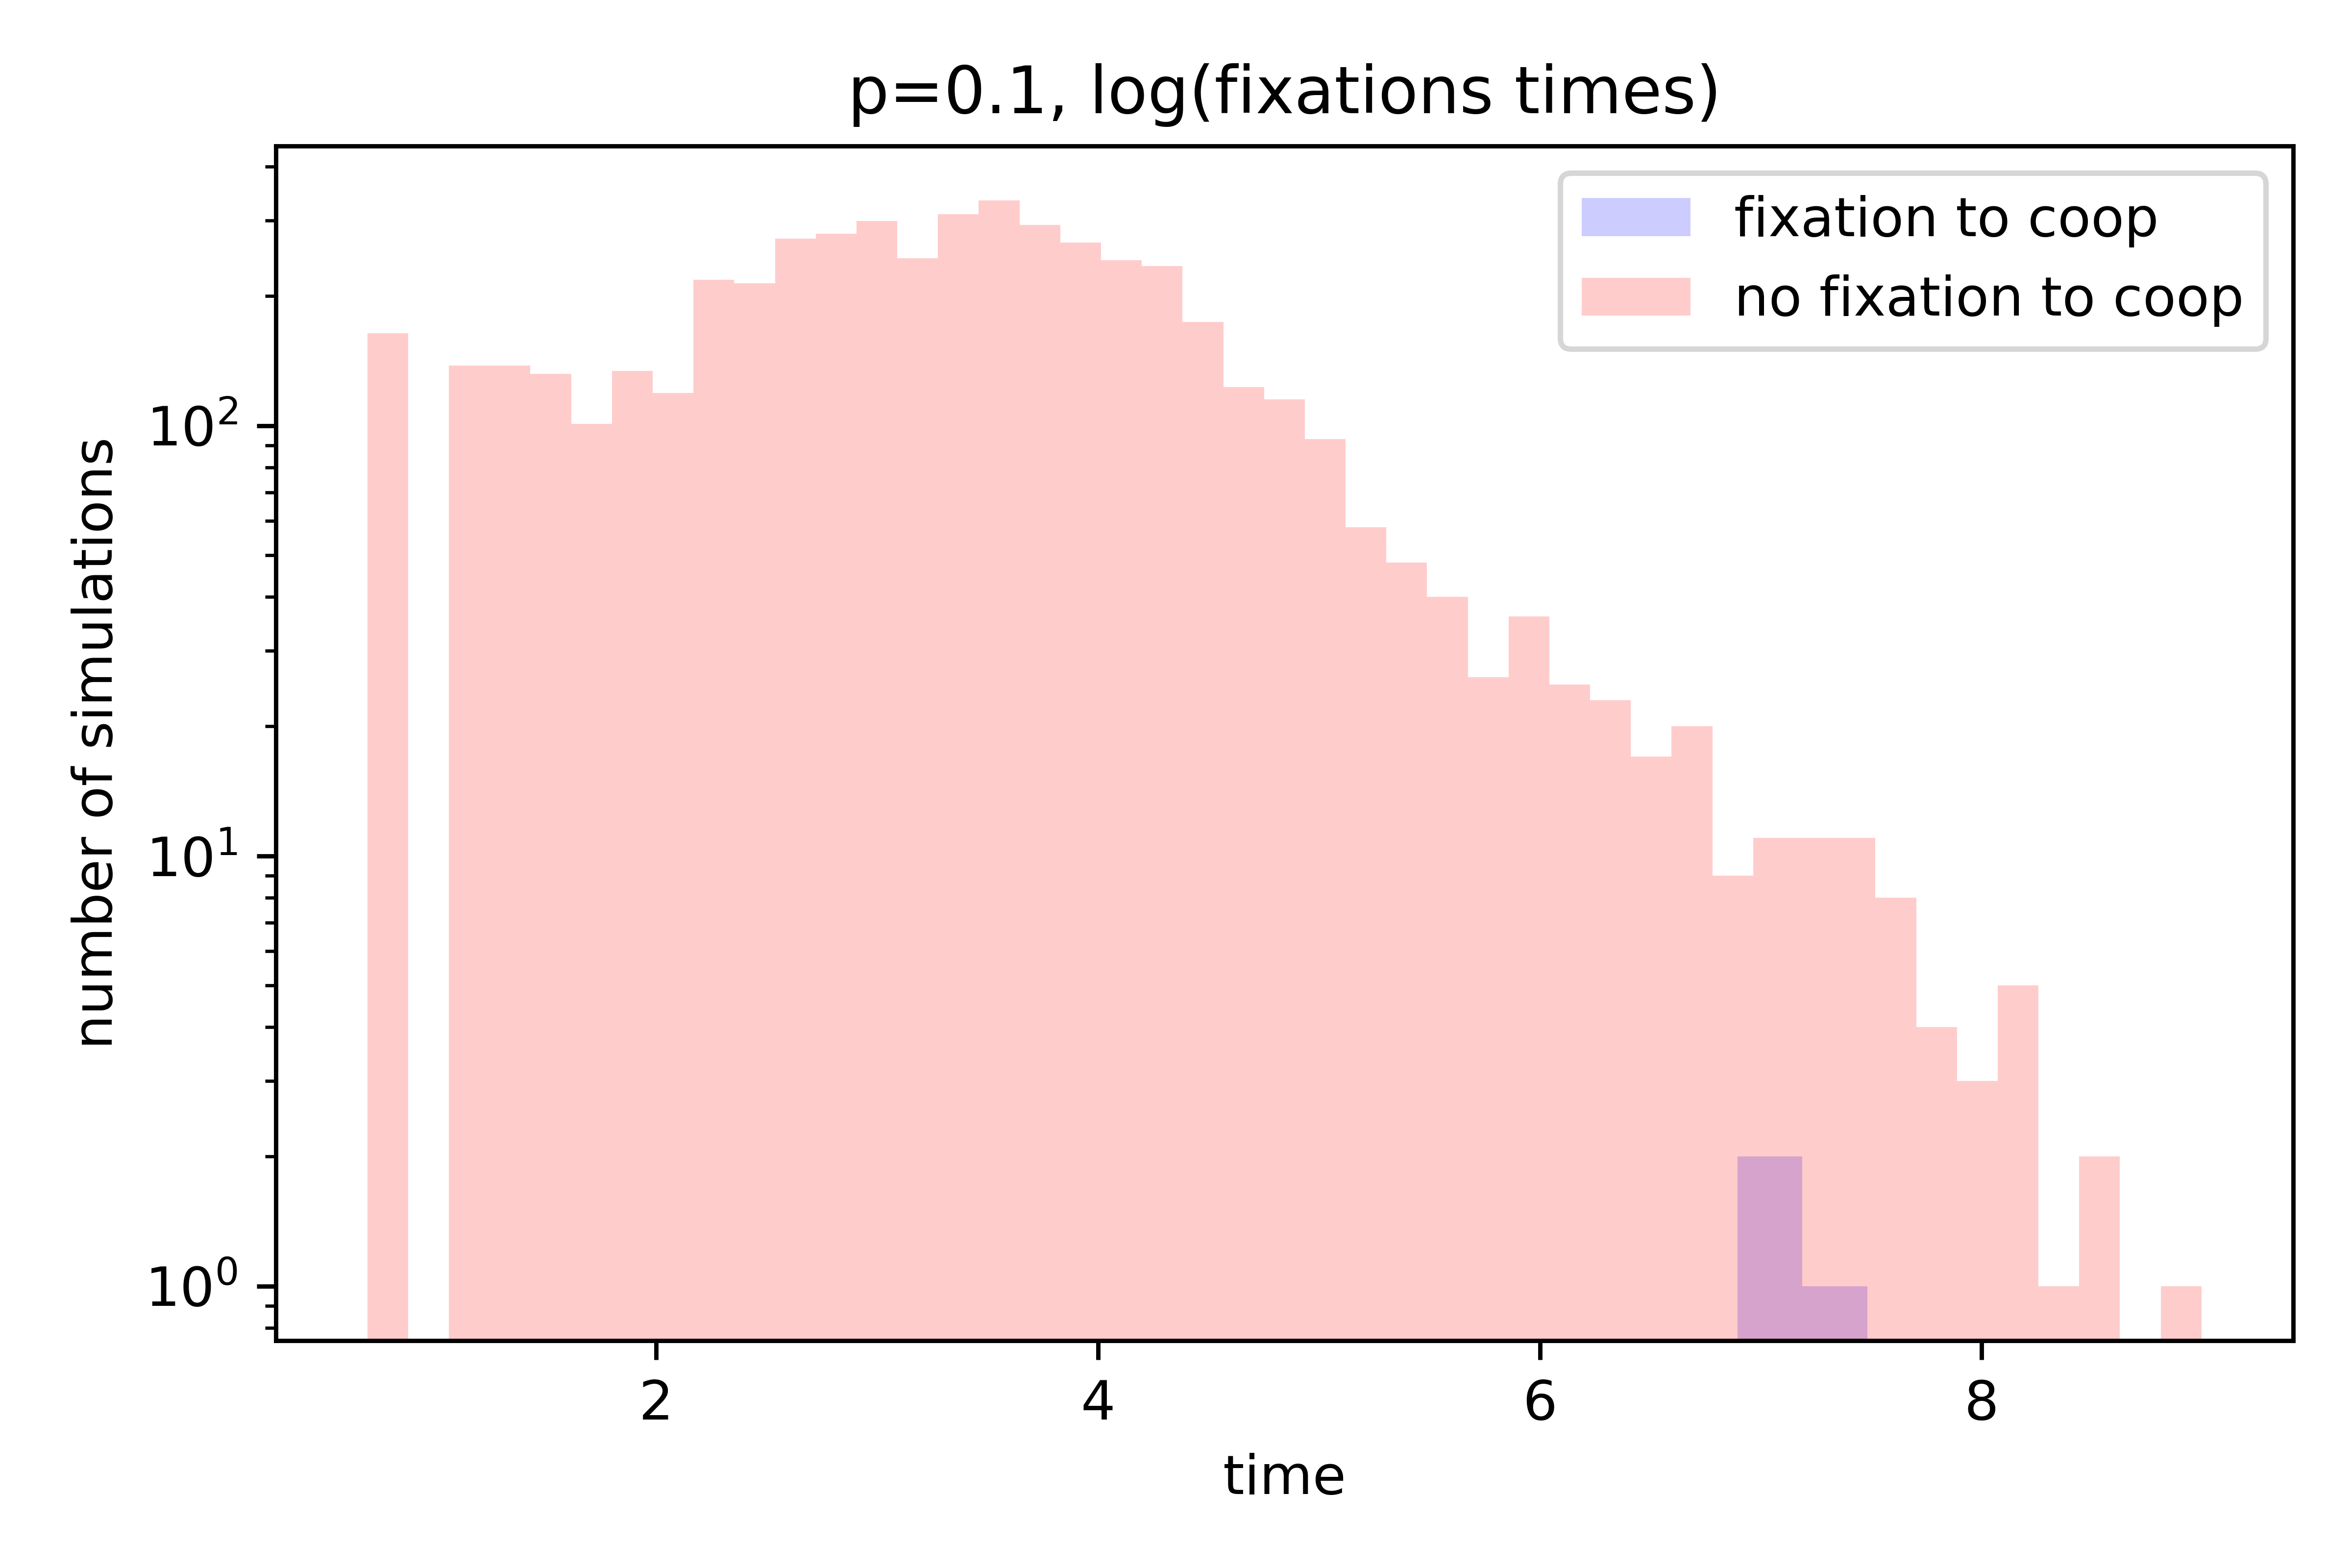 p=0.1, log(fixations times)
fixation to coop
no fixation to coop
number of simulations
10²
10¹
10⁰
2 4 6 8
time